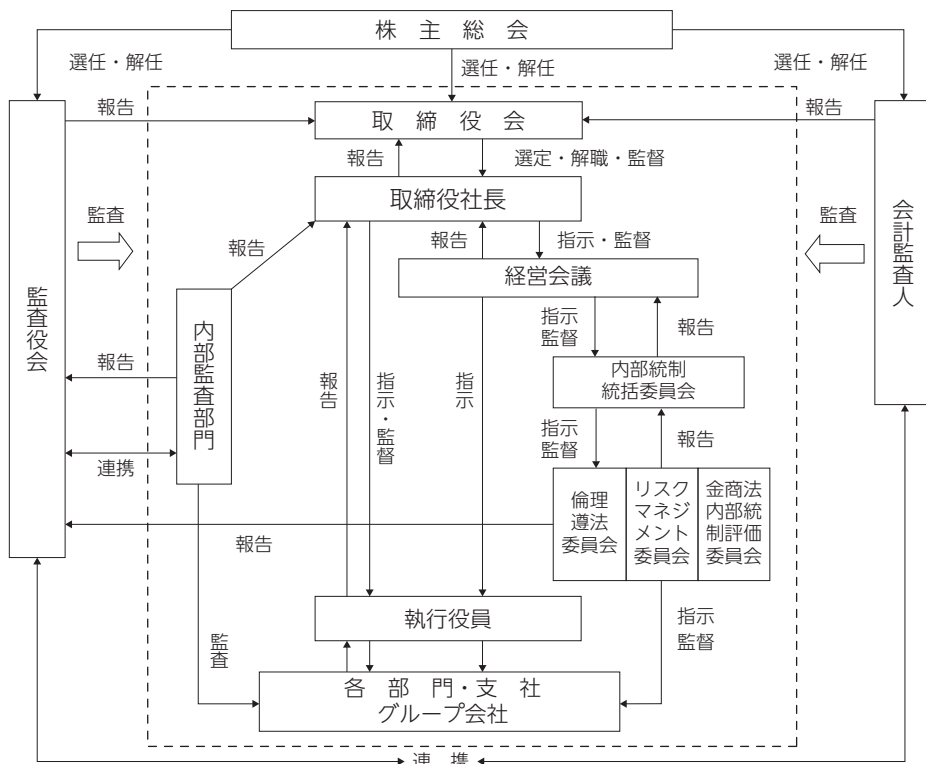 株主総会
選任・解任
選任・解任
選任・解任
報告
取締役会
報告
報告
選定・解職・監督
取締役社長
監査
監査
報告
報告
指示・監督
経営会議
会計監査人
監査役会
内部監査部門
指示
監督
報告
報告
内部統制
統括委員会
報告
指示・監督
指示
指示
監督
報告
連携
倫理
遵法
委員会
リスク
マネジ
メント
委員会
金商法
内部統
制評価
委員会
報告
執行役員
監査
指示
監督
各部門・支社
グループ会社
連携